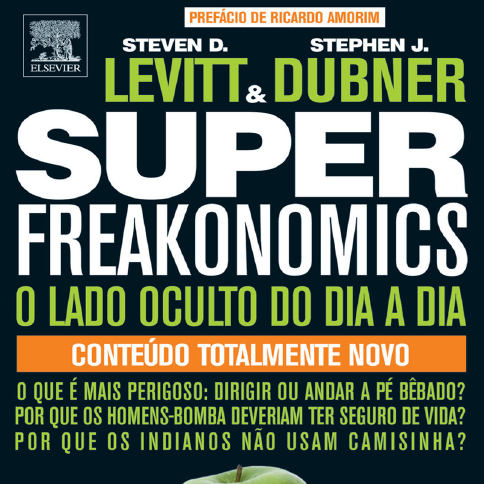 PREFÁCIO DE RICARDO AMORIM
ELSEVIER
STEVEN D. STEPHEN J.
LEVITT & DUBNER
SUPER
FREAKONOMICS
O LADO OCULTO DO DIA A DIA
CONTEÚDO TOTALMENTE NOVO
O QUE É MAIS PERIGOSO: DIRIGIR OU ANDAR A PÉ BÊBADO?
POR QUE OS HOMENS-BOMBA DEVERIAM TER SEGURO DE VIDA?
POR QUE OS INDIANOS NÃO USAM CAMISINHA?